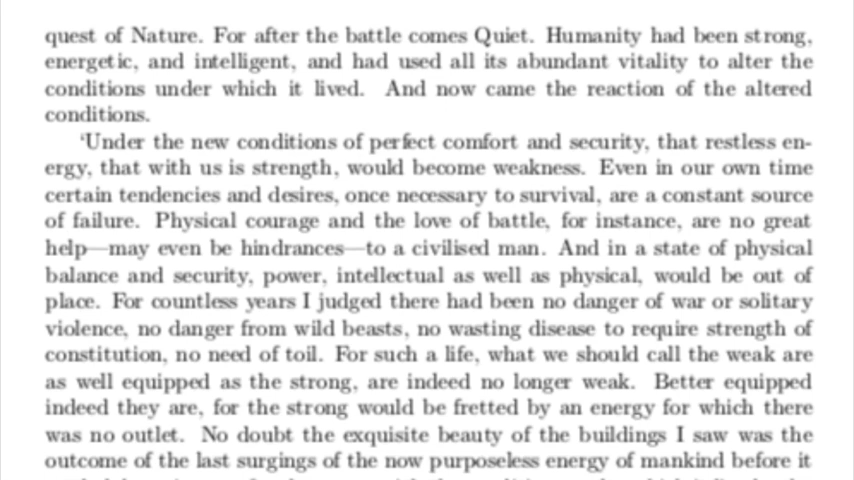 quest of Nature. For after the battle comes Quiet. Humanity had been strong,
energetic, and intelligent, and had used all its abundant vitality to alter the
conditions under which it lived. And now came the reaction of the altered
conditions.
‘Under the new conditions of perfect comfort and security, that restless en-
ergy, that with us is strength, would become weakness. Even in our own time
certain tendencies and desires, once necessary to survival, are a constant source
of failure. Physical courage and the love of battle, for instance, are no great
help—may even be hindrances—to a civilised man. And in a state of physical
balance and security, power, intellectual as well as physical, would be out of
place. For countless years I judged there had been no danger of war or solitary
violence, no danger from wild beasts, no wasting disease to require strength of
constitution, no need of toil. For such a life, what we should call the weak are
as well equipped as the strong, are indeed no longer weak. Better equipped
indeed they are, for the strong would be fretted by an energy for which there
was no outlet. No doubt the exquisite beauty of the buildings I saw was the
outcome of the last surgings of the now purposeless energy of mankind before it